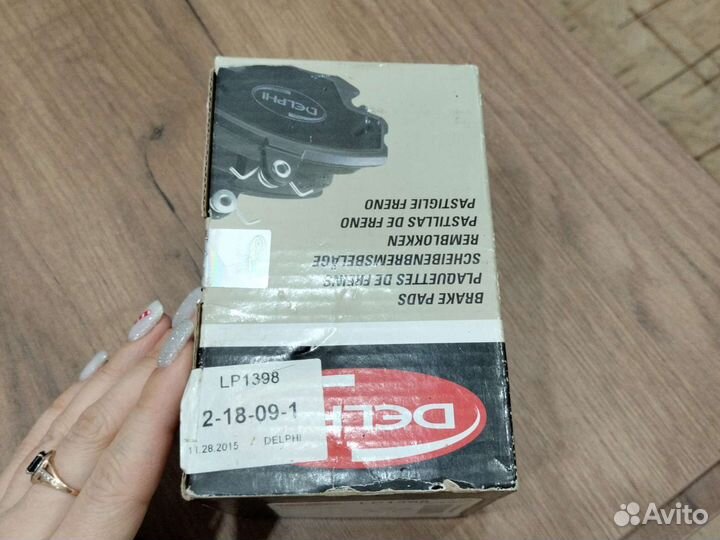 DELPHI
BRAKE PADS
PLAQUETTES DE FREINS
SCHEIBENBREMSBELÄGE
REMBLOKKEN
PASTILLAS DE FRENO
PASTIGLIE FRENO
DELPHI
LP1398
2-18-09-1
11.28.2015 / DELPHI
Avito